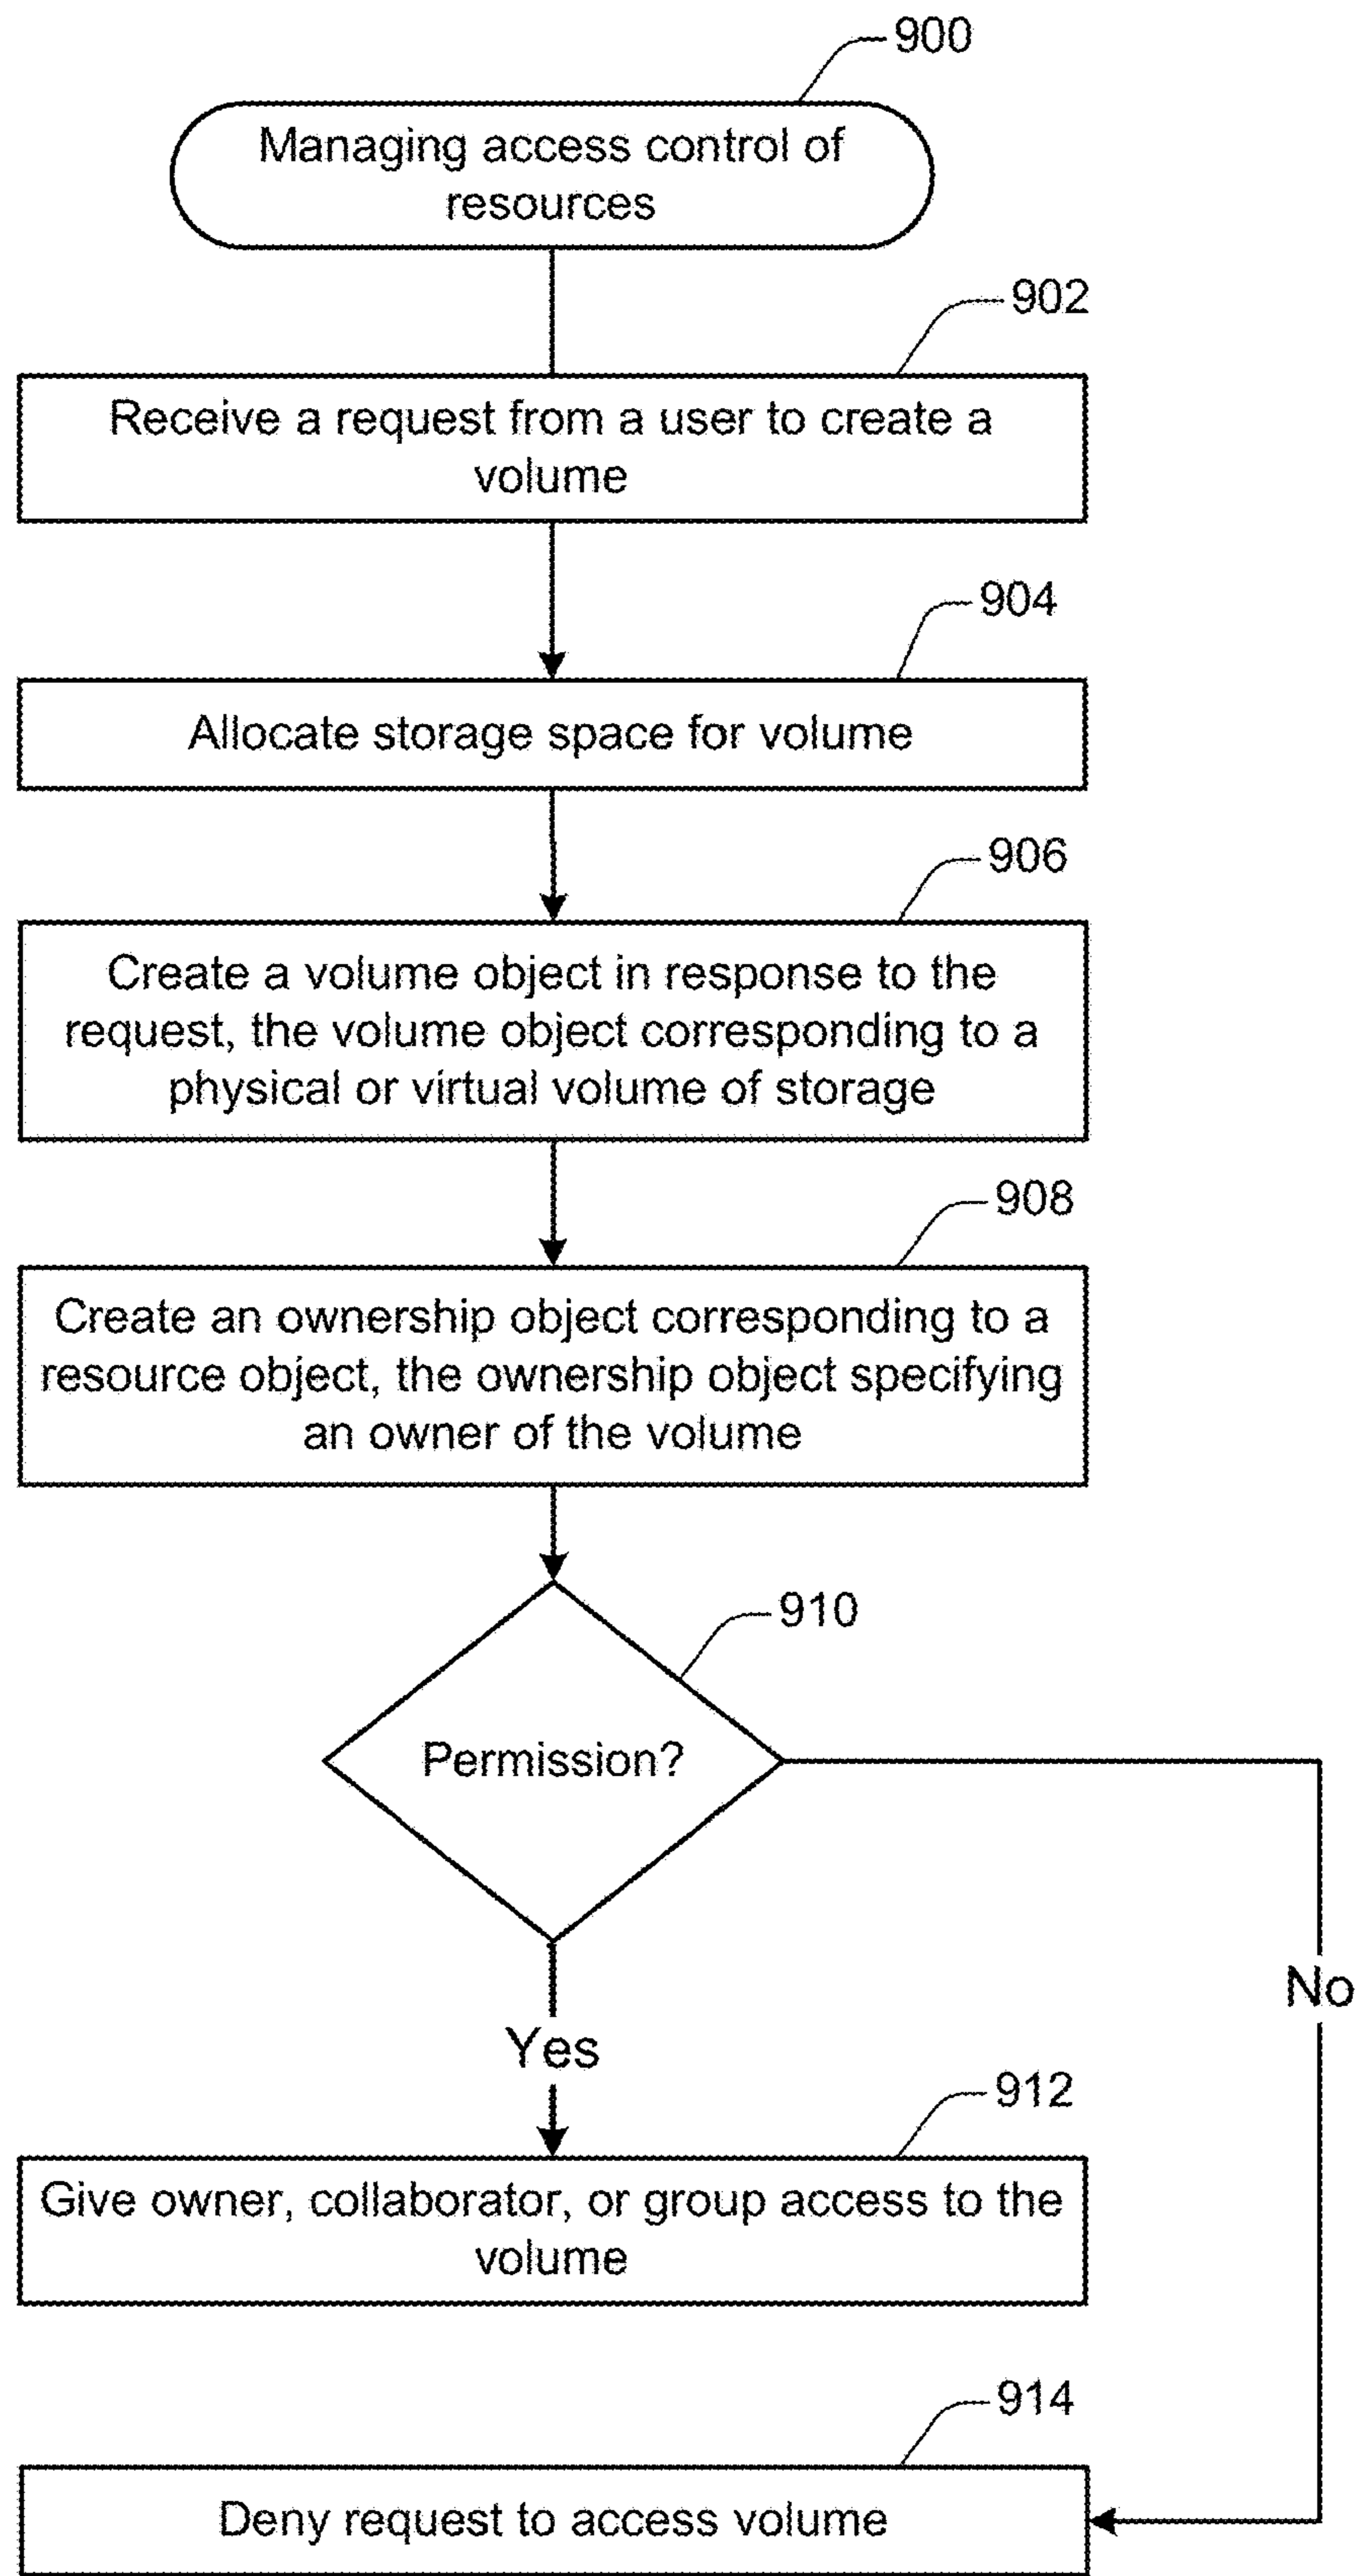 900
Managing access control of
resources
902
Receive a request from a user to create a
volume
904
Allocate storage space for volume
906
Create a volume object in response to the
request, the volume object corresponding to a
physical or virtual volume of storage
908
Create an ownership object corresponding to a
resource object, the ownership object specifying
an owner of the volume
910
Permission?
No
Yes
912
Give owner, collaborator, or group access to the
volume
914
Deny request to access volume